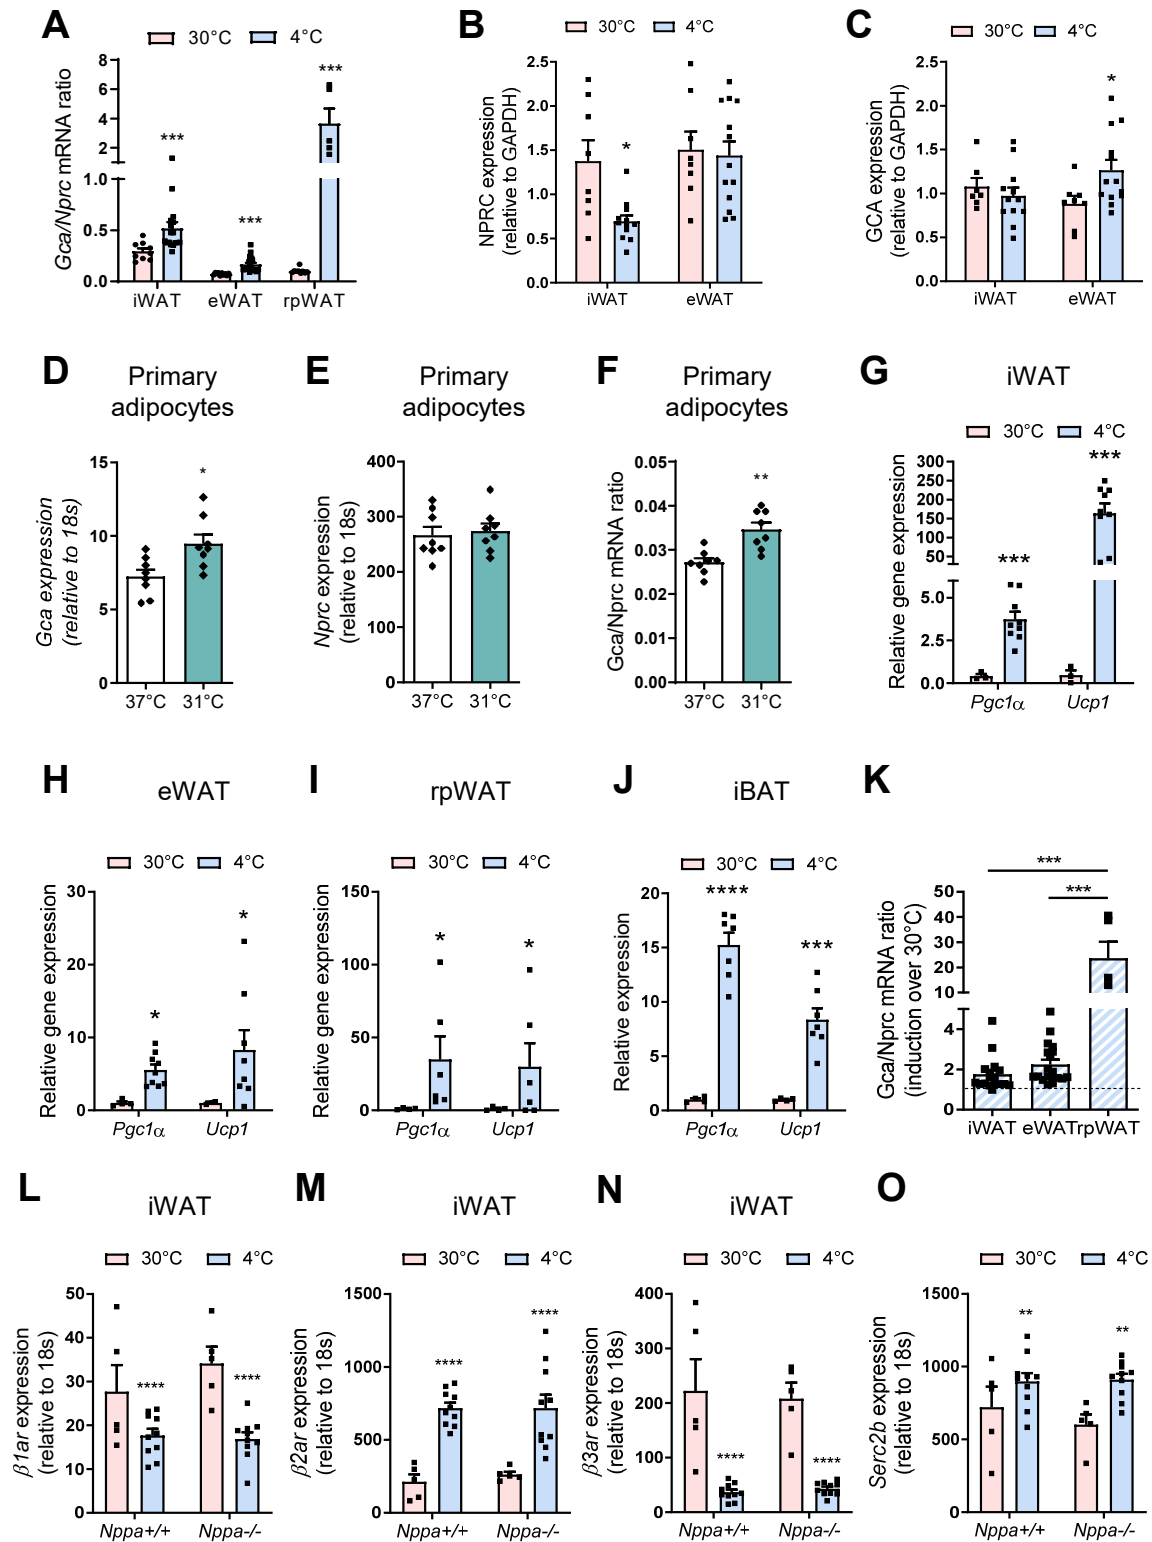 A
30°C 4°C
Gca/Nprc mRNA ratio
8
6
4
2
1.0
0.5
0.0
***
***
***
iWAT eWAT rpWAT
B
30°C 4°C
NPRC expression
(relative to GAPDH)
2.5
2.0
1.5
1.0
0.5
0.0
*
iWAT eWAT
C
30°C 4°C
GCA expression
(relative to GAPDH)
2.5
2.0
1.5
1.0
0.5
0.0
*
iWAT eWAT
D
Primary
adipocytes
Gca expression
(relative to 18s)
15
10
5
0
*
37°C 31°C
E
Primary
adipocytes
Nprc expression
(relative to 18s)
400
300
200
100
0
37°C 31°C
F
Primary
adipocytes
Gca/Nprc mRNA ratio
0.05
0.04
0.03
0.02
0.01
0.00
**
37°C 31°C
G
iWAT
30°C 4°C
Relative gene expression
300
250
200
150
100
50
5.0
2.5
0.0
***
***
Pgc1α Ucp1
H
eWAT
30°C 4°C
Relative gene expression
30
20
10
0
*
*
Pgc1α Ucp1
I
rpWAT
30°C 4°C
Relative gene expression
150
100
50
0
*
*
Pgc1α Ucp1
J
iBAT
30°C 4°C
Relative expression
20
15
10
5
0
****
***
Pgc1α Ucp1
K
Gca/Nprc mRNA ratio
(induction over 30°C)
50
40
30
20
10
4
2
0
***
***
iWAT eWAT rpWAT
L
iWAT
30°C 4°C
β1ar expression
(relative to 18s)
50
40
30
20
10
0
****
****
Nppa+/+ Nppa-/-
M
iWAT
30°C 4°C
β2ar expression
(relative to 18s)
1500
1000
500
0
****
****
Nppa+/+ Nppa-/-
N
iWAT
30°C 4°C
β3ar expression
(relative to 18s)
400
300
200
100
0
****
****
Nppa+/+ Nppa-/-
O
30°C 4°C
Serc2b expression
(relative to 18s)
1500
1000
500
0
**
**
Nppa+/+ Nppa-/-